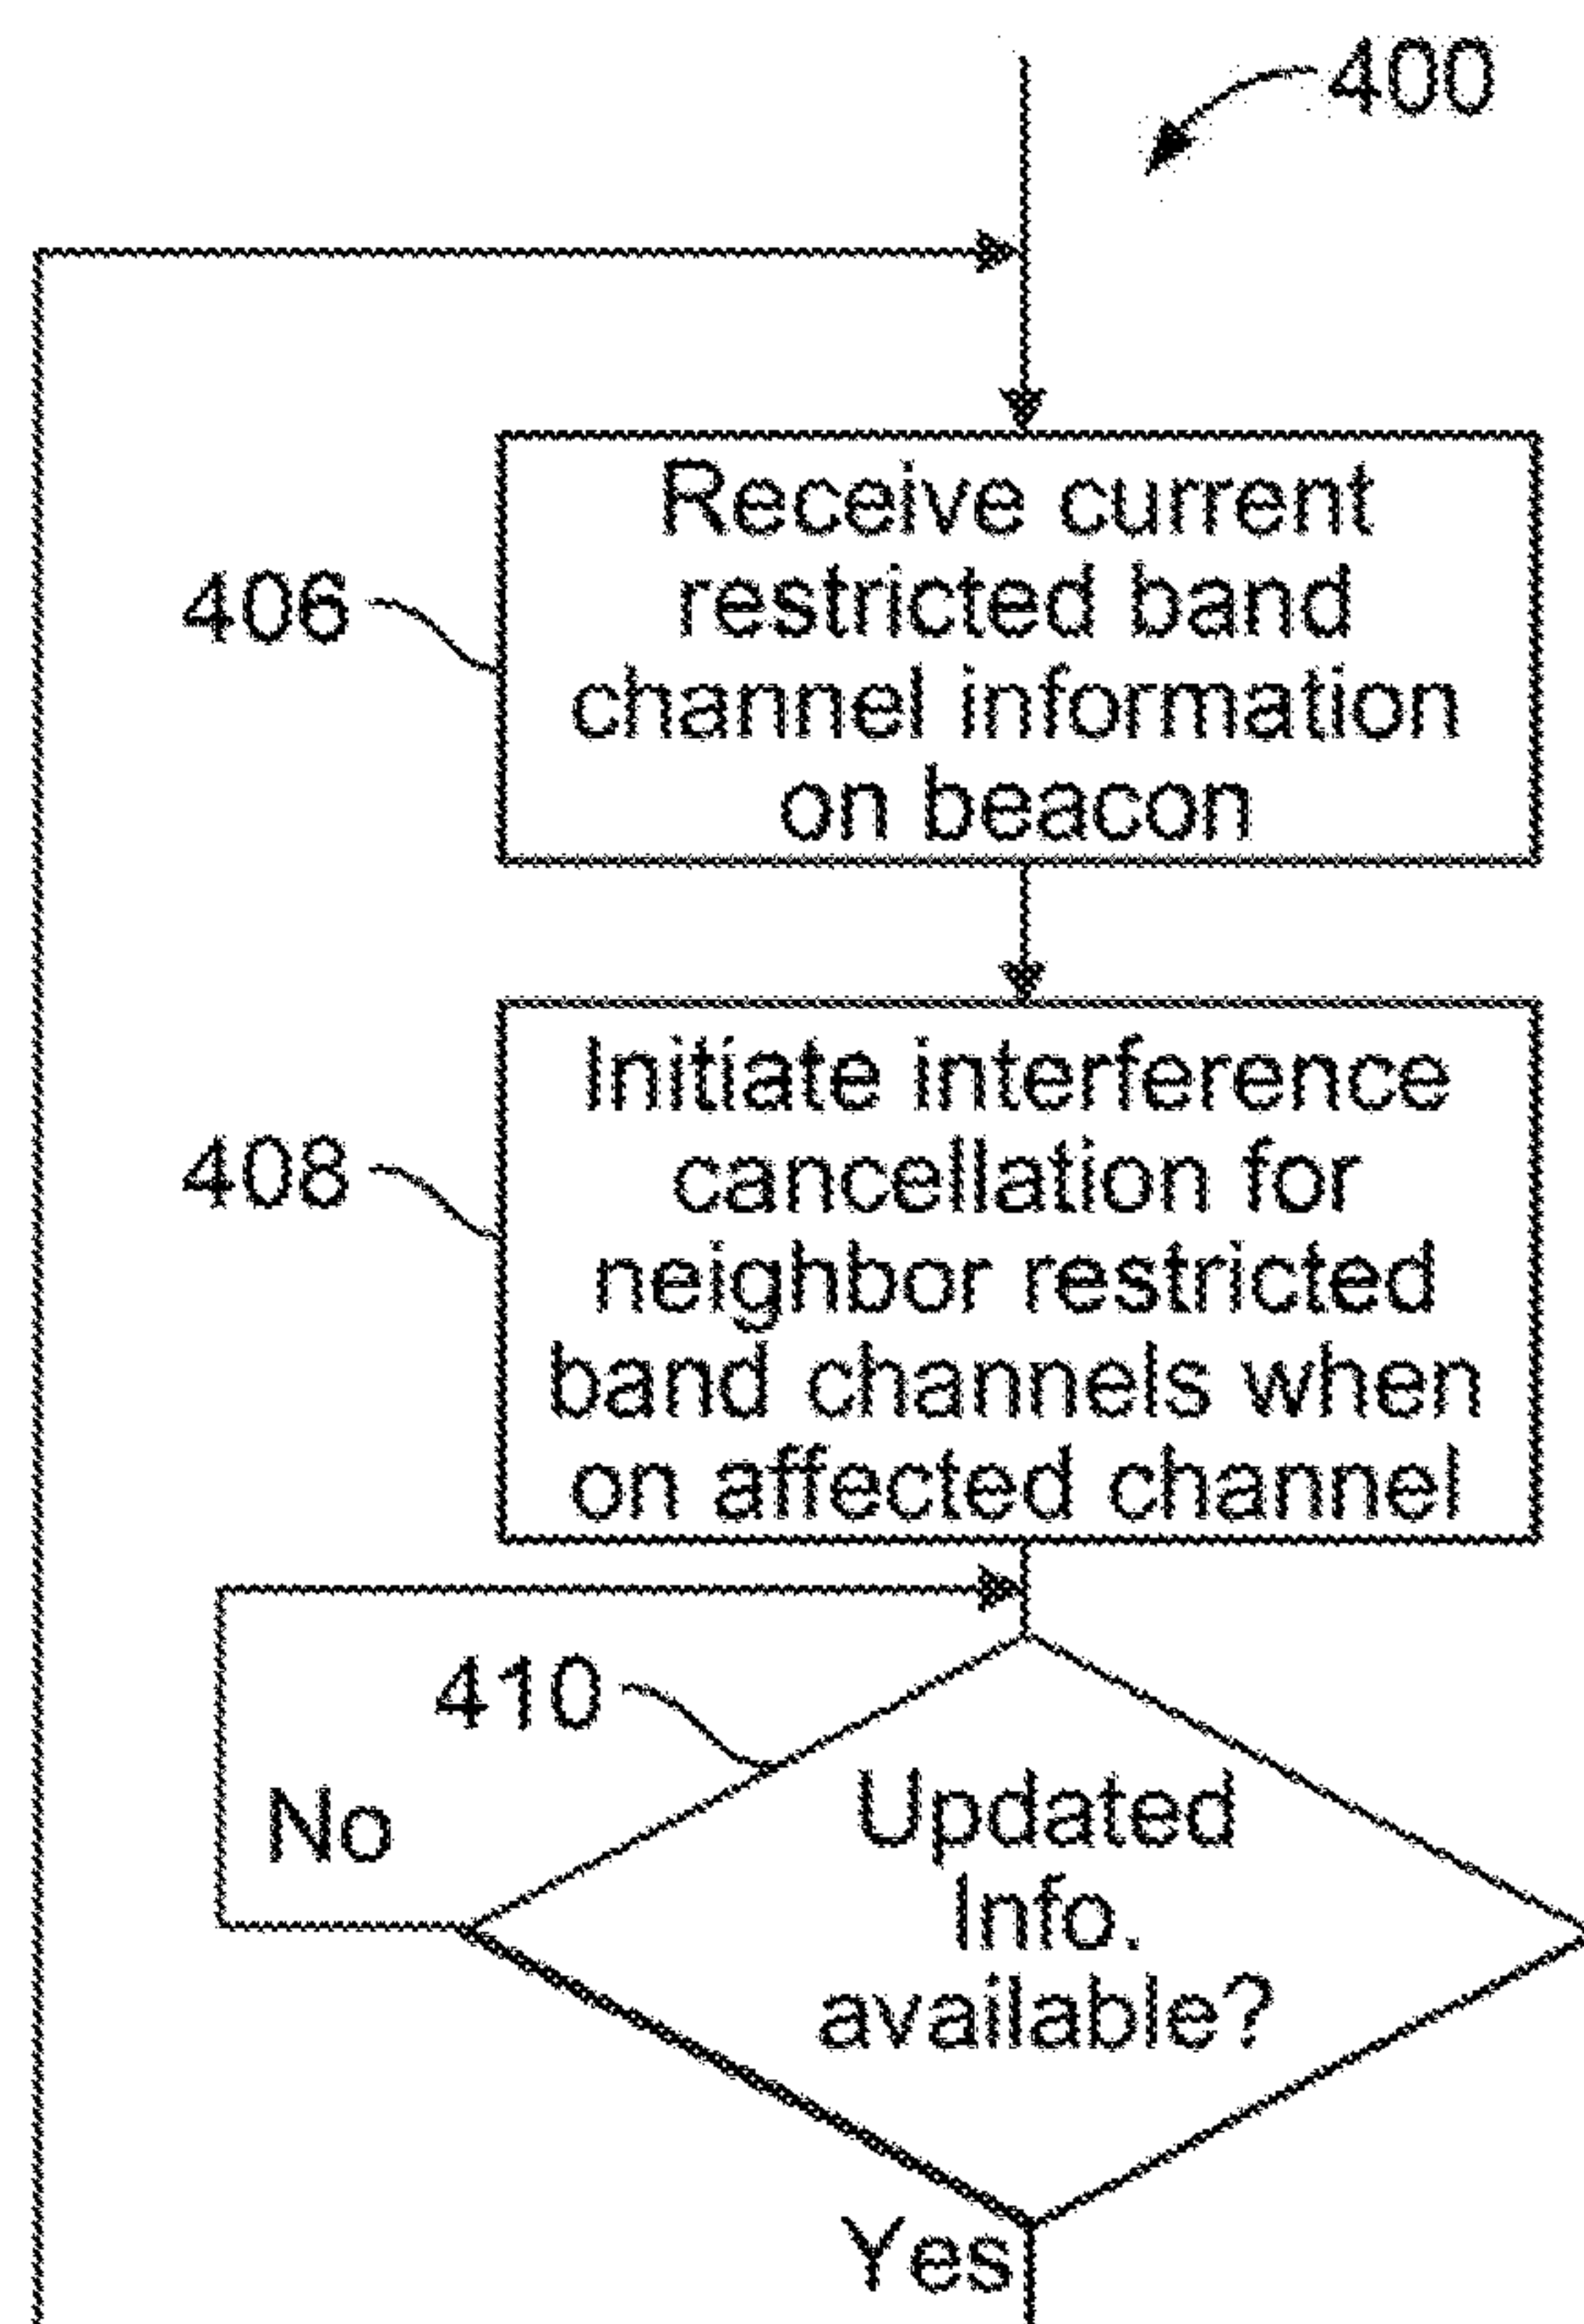 400
406
Receive current
restricted band
channel information
on beacon
408
Initiate interference
cancellation for
neighbor restricted
band channels when
on affected channel
410
No
Updated
Info.
available?
Yes